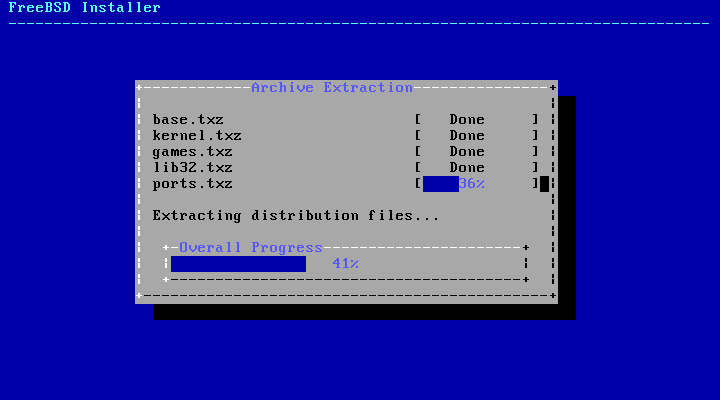 FreeBSD Installer
Archive Extraction
base.txz [ Done ]
kernel.txz [ Done ]
games.txz [ Done ]
lib32.txz [ Done ]
ports.txz [ 36% ]
Extracting distribution files...
Overall Progress
41%